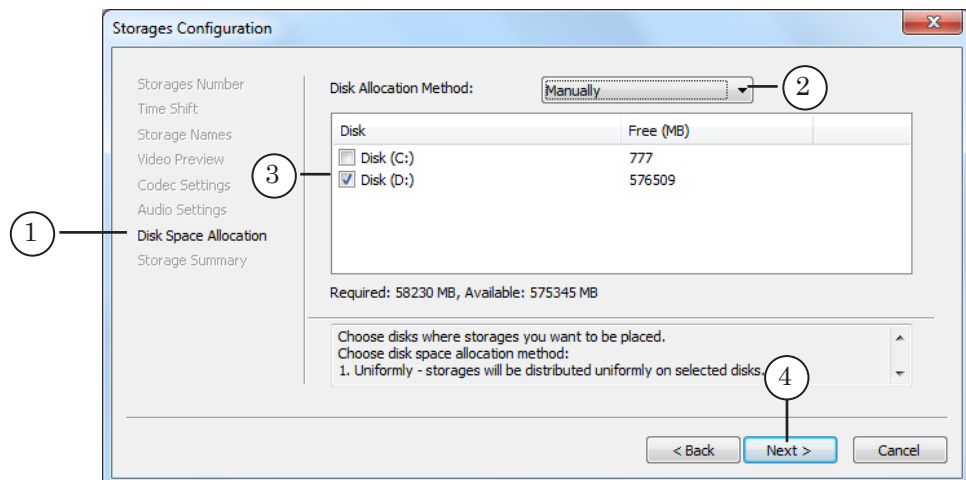 Storages Configuration
Storages Number
Time Shift
Storage Names
Video Preview
Codec Settings
Audio Settings
Disk Space Allocation
Storage Summary
1
Disk Allocation Method: Manually
2
Disk Free (MB)
Disk (C:) 777
Disk (D:) 576509
3
Required: 58230 MB, Available: 575345 MB
Choose disks where storages you want to be placed.
Choose disk space allocation method:
1. Uniformly - storages will be distributed uniformly on selected disks.
4
< Back Next > Cancel